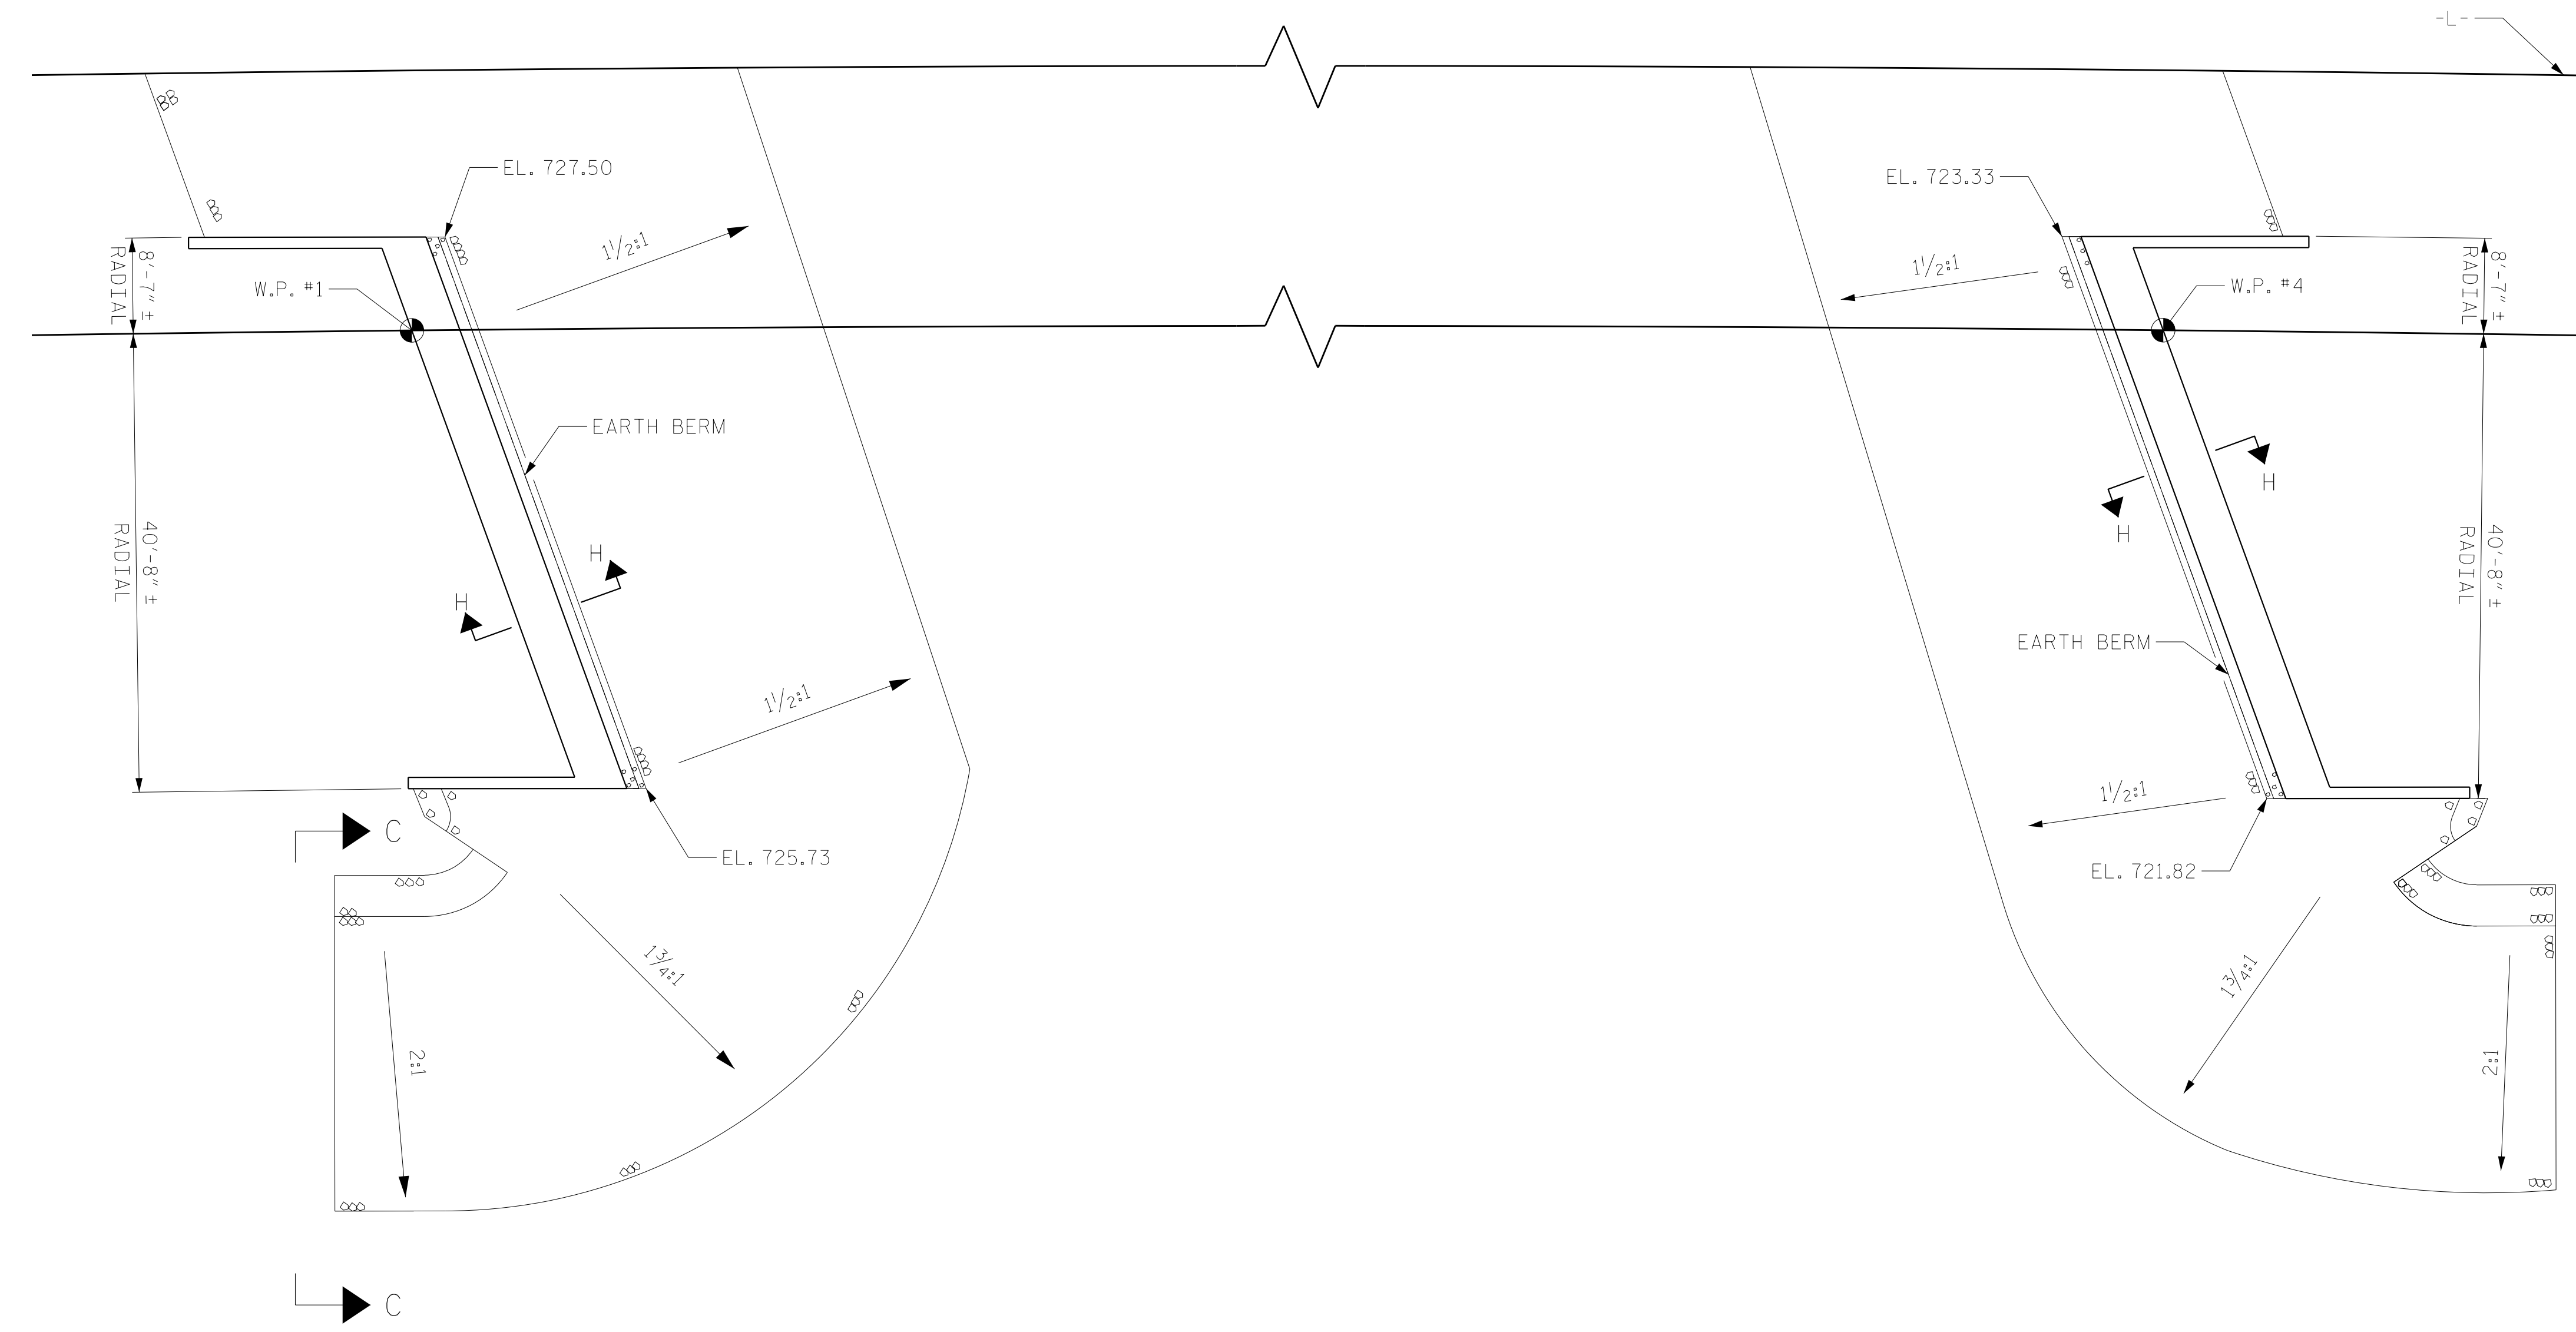 -L-
EL. 727.50
EL. 723.33
1 1/2:1
1 1/2:1
8'-7" ±
RADIAL
W.P. #1
W.P. #4
8'-7" ±
RADIAL
EARTH BERM
H
H
40'-8" ±
RADIAL
H
H
40'-8" ±
RADIAL
EARTH BERM
1 1/2:1
1 1/2:1
C
EL. 725.73
EL. 721.82
1 3/4:1
1 3/4:1
2:1
2:1
C